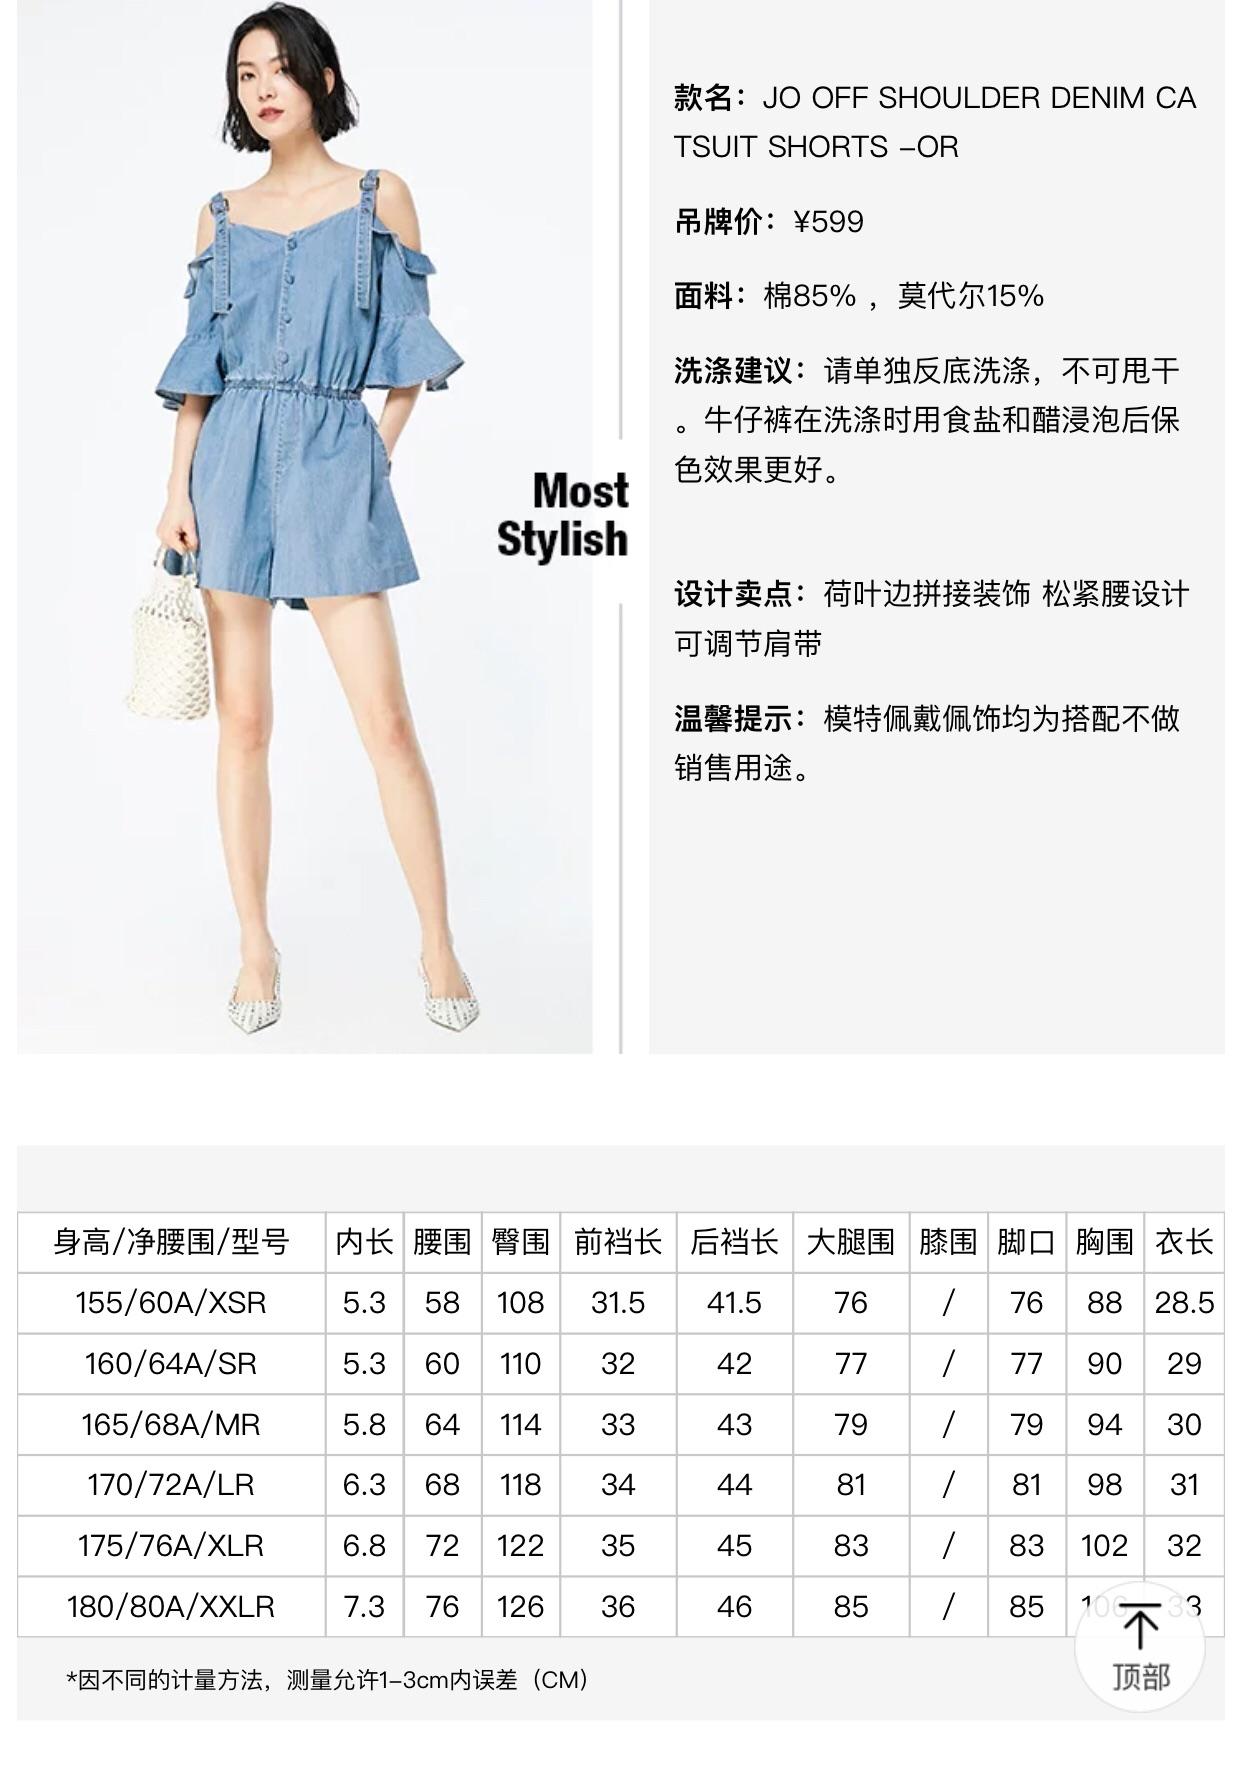 款名：JO OFF SHOULDER DENIM CA
TSUIT SHORTS –OR
吊牌价：¥599
面料：棉85% ，莫代尔15%
洗涤建议：请单独反底洗涤，不可甩干
。牛仔裤在洗涤时用食盐和醋浸泡后保
色效果更好。
Most
Stylish
设计卖点：荷叶边拼接装饰 松紧腰设计
可调节肩带
温馨提示：模特佩戴佩饰均为搭配不做
销售用途。
身高/净腰围/型号 内长 腰围 臀围 前裆长 后裆长 大腿围 膝围 脚口 胸围 衣长
155/60A/XSR 5.3 58 108 31.5 41.5 76 / 76 88 28.5
160/64A/SR 5.3 60 110 32 42 77 / 77 90 29
165/68A/MR 5.8 64 114 33 43 79 / 79 94 30
170/72A/LR 6.3 68 118 34 44 81 / 81 98 31
175/76A/XLR 6.8 72 122 35 45 83 / 83 102 32
180/80A/XXLR 7.3 76 126 36 46 85 / 85 106 33
*因不同的计量方法，测量允许1–3cm内误差（CM）
顶部